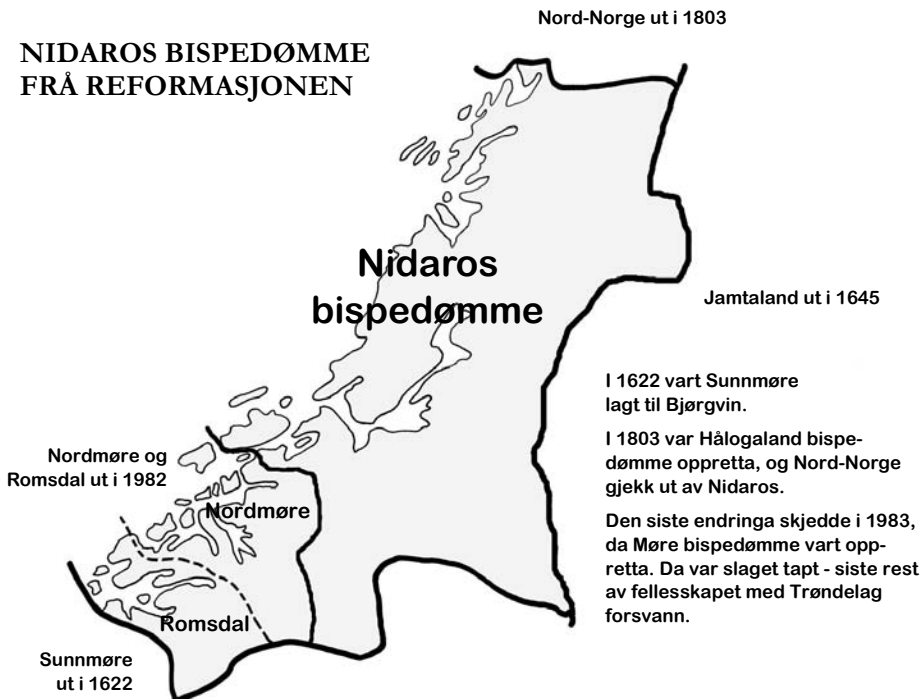 Nord-Norge ut i 1803
NIDAROS BISPEDØMME
FRÅ REFORMASJONEN
Nidaros
bispedømme
Jamtaland ut i 1645
I 1622 vart Sunnmøre
lagt til Bjørgvin.
I 1803 var Hålogaland bispe-
dømme oppretta, og Nord-Norge
gjekk ut av Nidaros.
Den siste endringa skjedde i 1983,
da Møre bispedømme vart opp-
retta. Da var slaget tapt - siste rest
av fellesskapet med Trøndelag
forsvann.
Nordmøre og
Romsdal ut i 1982
Nordmøre
Romsdal
Sunnmøre
ut i 1622